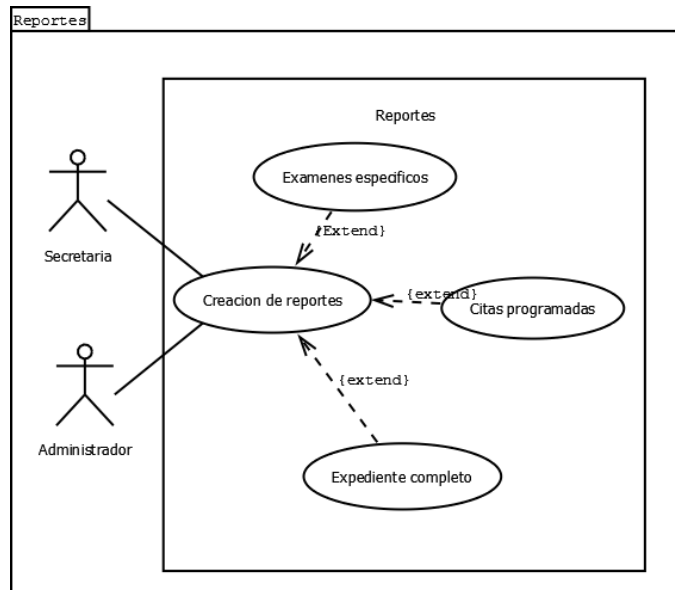 Reportes
Reportes
Examenes especificos
{Extend}
Secretaria
Creacion de reportes
{extend}
Citas programadas
{extend}
Administrador
Expediente completo